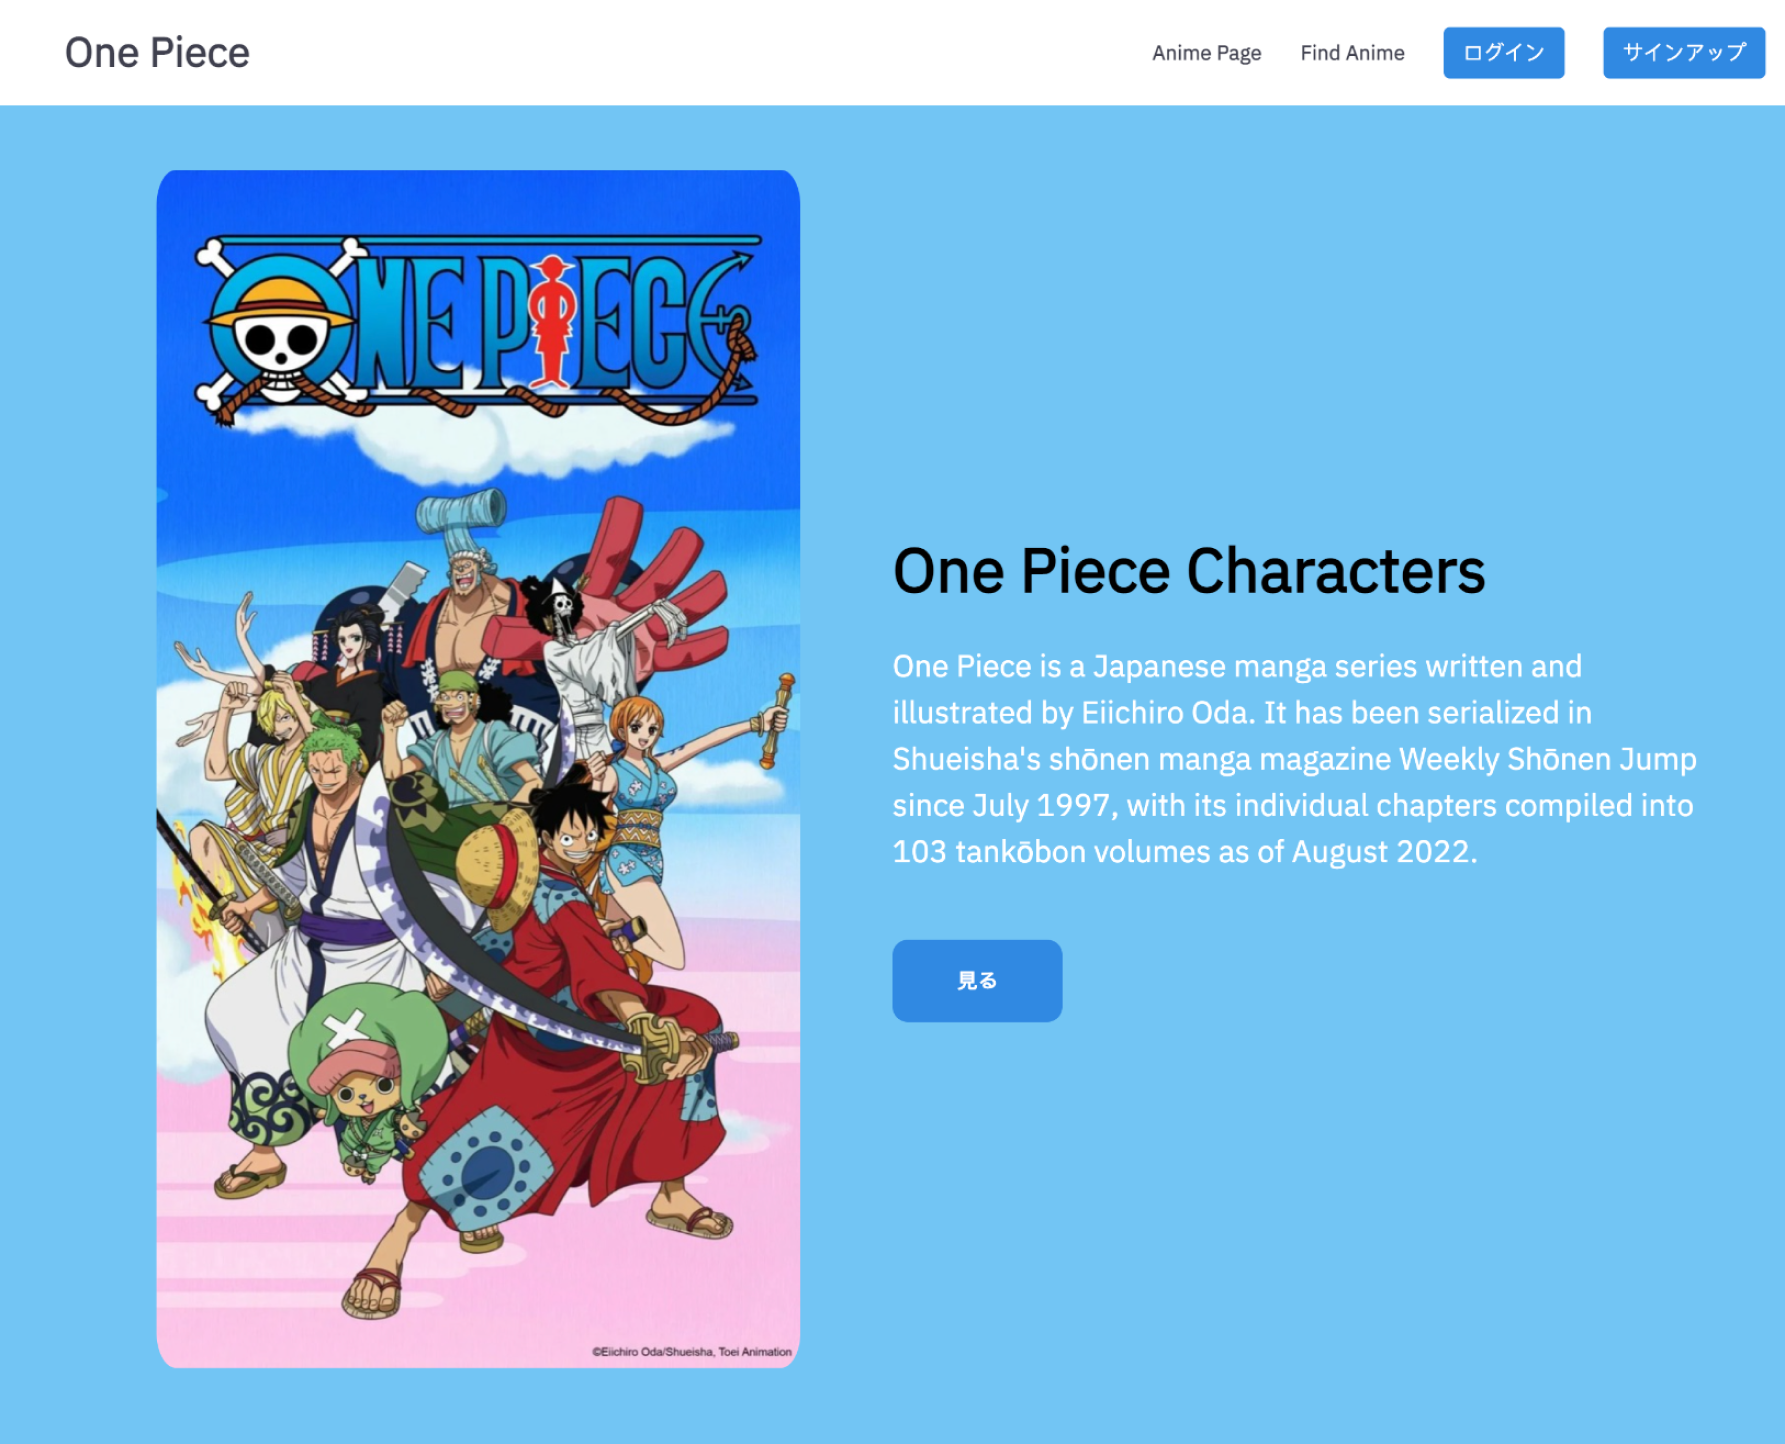 One Piece
Anime Page
Find Anime
ログイン
サインアップ
ONE PIECE
©Eiichiro Oda/Shueisha, Toei Animation
One Piece Characters
One Piece is a Japanese manga series written and
illustrated by Eiichiro Oda. It has been serialized in
Shueisha's shōnen manga magazine Weekly Shōnen Jump
since July 1997, with its individual chapters compiled into
103 tankōbon volumes as of August 2022.
見る